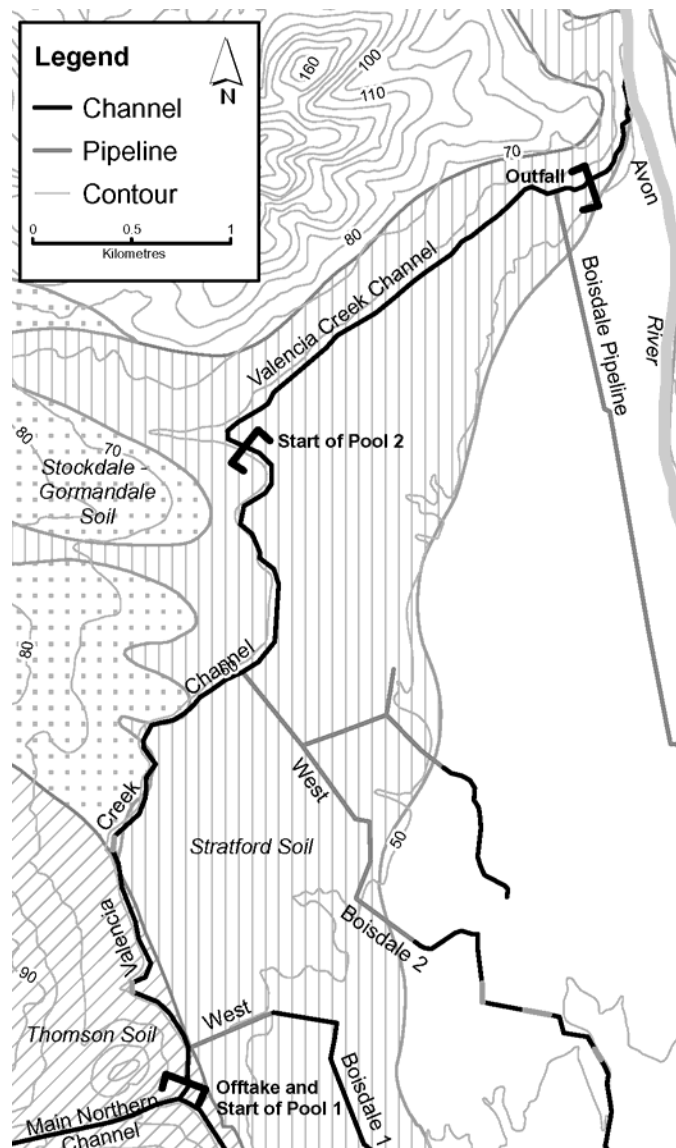 Legend
N
Channel
Pipeline
Contour
0 1
Kilometres
160
100
110
70
Outfall
Avon
River
80
Valencia Creek Channel
Boisdale Pipeline
Start of Pool 2
80
70
Stockdale -
Gormandale
Soil
80
Channel
60
West
Creek
50
Stratford Soil
Boisdale 2
Valencia
90
West
Thomson Soil
Boisdale 1
Offtake and
Start of Pool 1
Main Northern
Channel